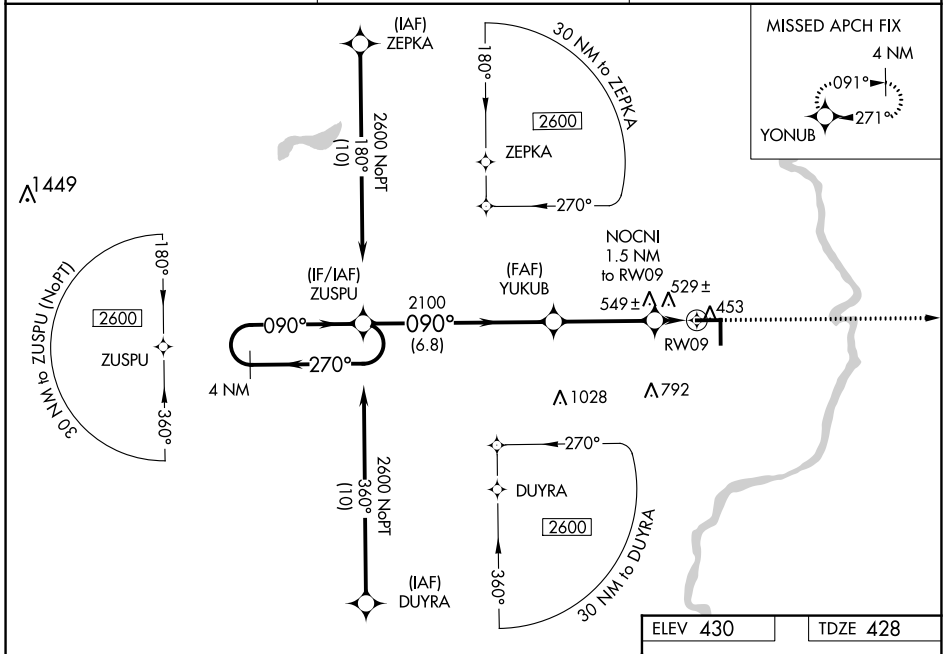 (IAF)
ZEPKA
2600 NoPT
180°
(10)
30 NM to ZEPKA
180°
2600
ZEPKA
270°
MISSED APCH FIX
4 NM
091°
271°
YONUB
1449
30 NM to ZUSPU (NoPT)
180°
2600
ZUSPU
360°
(IF/IAF)
ZUSPU
090°
270°
4 NM
2100
090°
(6.8)
(FAF)
YUKUB
NOCNI
1.5 NM
to RW09
549 ±
529 ±
453
RW09
1028
792
2600 NoPT
360°
(10)
(IAF)
DUYRA
270°
DUYRA
2600
360°
30 NM to DUYRA
ELEV 430
TDZE 428